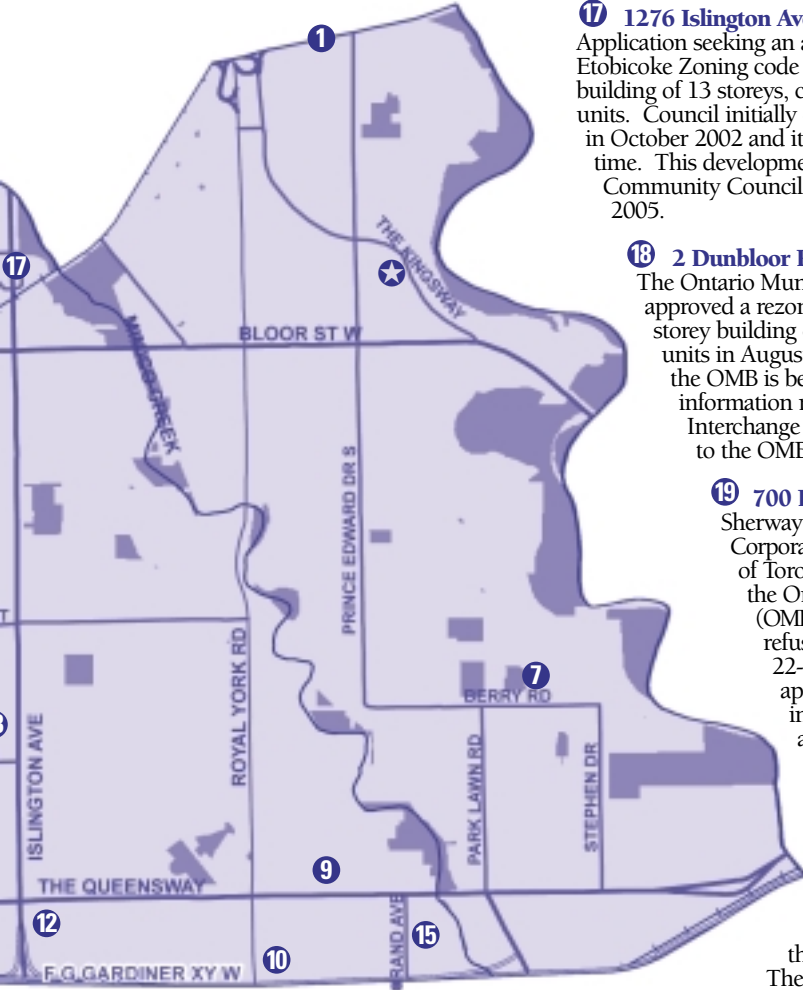 1
17
THE KINGSWAY
BLOOR ST W
MIMICO CREEK
PRINCE EDWARD DR S
ROYAL YORK RD
7
BERRY RD
ISLINGTON AVE
PARK LAWN RD
STEPHEN DR
9
THE QUEENSWAY
12
RAND AVE
15
10
F G GARDINER XY W
17 1276 Islington Ave
Application seeking an a
Etobicoke Zoning code
building of 13 storeys, c
units. Council initially
in October 2002 and it
time. This developme
Community Council
2005.
18 2 Dunbloor
The Ontario Mun
approved a rezon
storey building
units in Augus
the OMB is be
information
Interchange
to the OMB
19 700
Sherway
Corpora
of Toro
the On
(OMB
refus
22-
ap
in
a
th
The